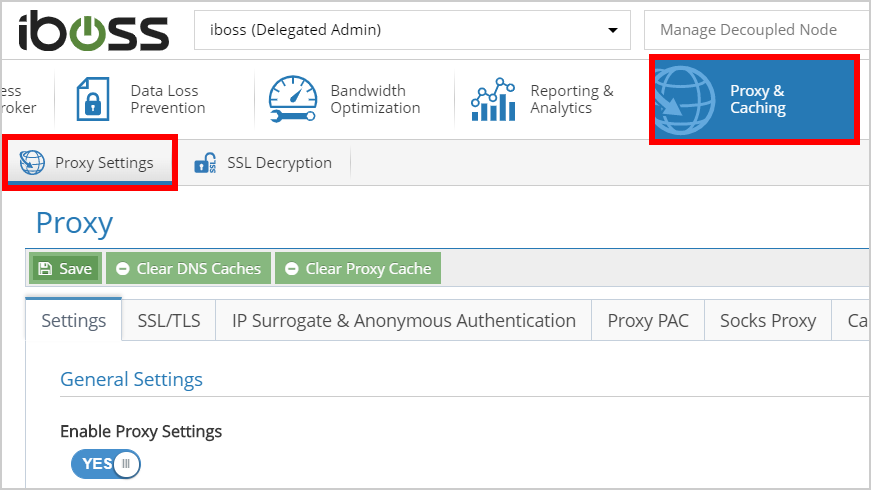 iboss
iboss (Delegated Admin)
Manage Decoupled Node
ess
roker
Data Loss
Prevention
Bandwidth
Optimization
Reporting &
Analytics
Proxy &
Caching
Proxy Settings
SSL
SSL Decryption
Proxy
Save
Clear DNS Caches
Clear Proxy Cache
Settings
SSL/TLS
IP Surrogate & Anonymous Authentication
Proxy PAC
Socks Proxy
Ca
General Settings
Enable Proxy Settings
YES